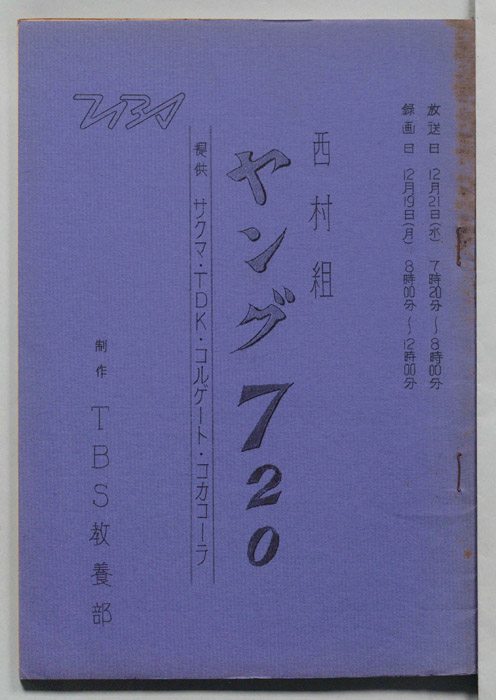 放送日 12月21日(水) 7時20分～8時00分
録画日 12月19日(月) 8時00分～12時00分
西村組
ヤング720
提供 サクマ・TDK・コルゲート・コカコーラ
TBS
制作 TBS教養部